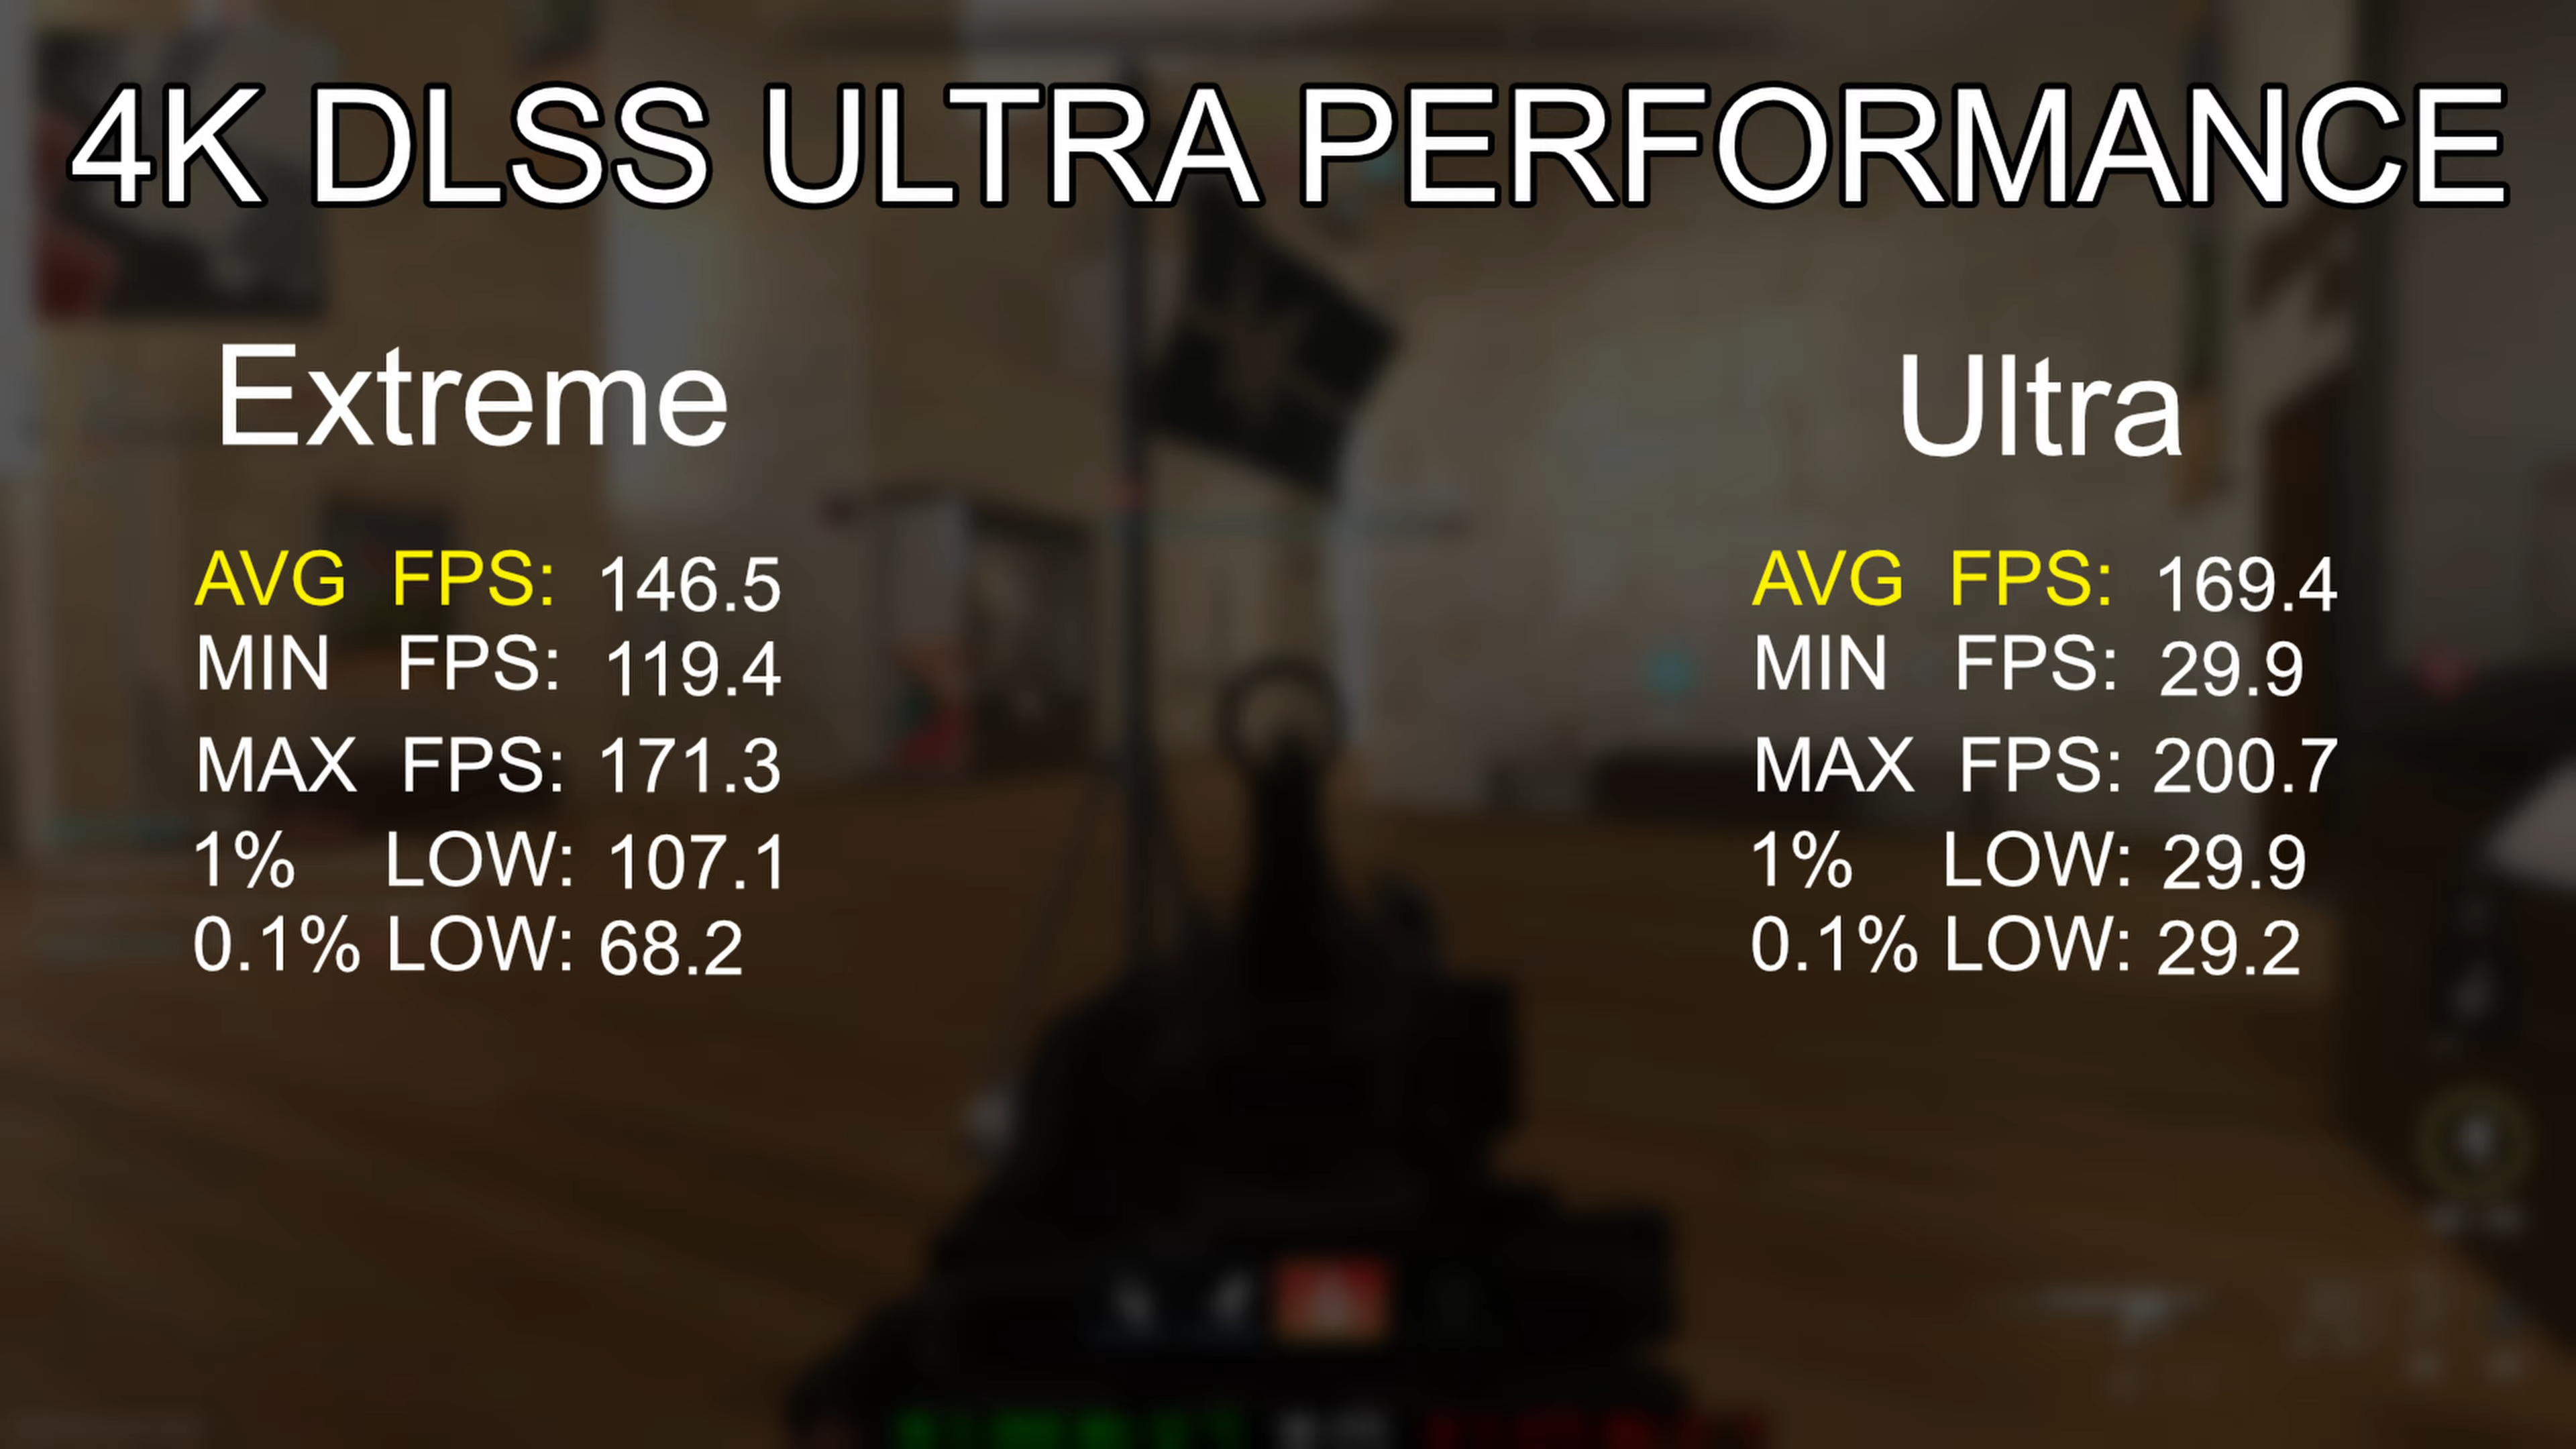 4K DLSS ULTRA PERFORMANCE
Extreme
AVG FPS: 146.5
MIN FPS: 119.4
MAX FPS: 171.3
1% LOW: 107.1
0.1% LOW: 68.2
Ultra
AVG FPS: 169.4
MIN FPS: 29.9
MAX FPS: 200.7
1% LOW: 29.9
0.1% LOW: 29.2